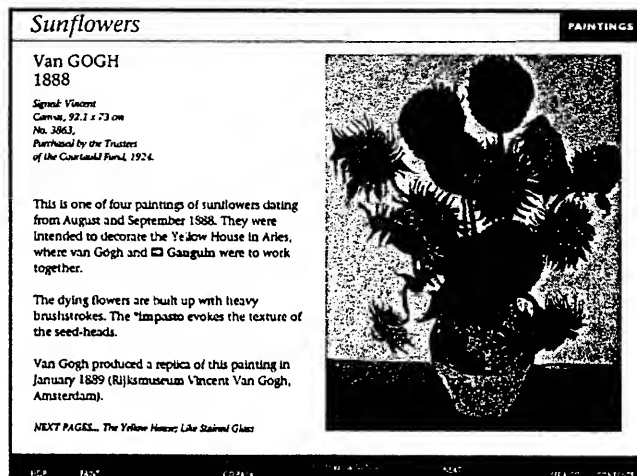 Sunflowers
PAINTINGS
Van GOGH
1888
Signed: Vincent
Canvas, 92.1 x 73 cm
No. 3863,
Purchased by the Trustees
of the Courtauld Fund, 1924.
This is one of four paintings of sunflowers dating
from August and September 1888. They were
intended to decorate the Yellow House in Arles,
where van Gogh and Gauguin were to work
together.
The dying flowers are built up with heavy
brushstrokes. The *impasto evokes the texture of
the seed-heads.
Van Gogh produced a replica of this painting in
January 1889 (Rijksmuseum Vincent Van Gogh,
Amsterdam).
NEXT PAGES... The Yellow House; Like Stained Glass
HELP
GO BACK
NEXT
CONTENTS